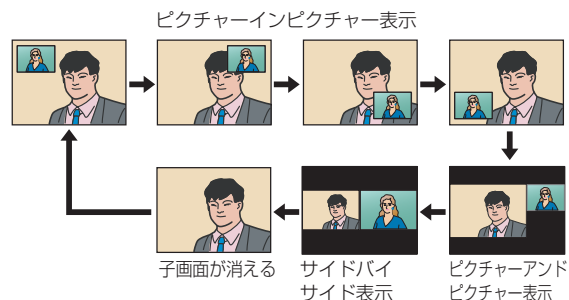 ピクチャーインピクチャー表示
子画面が消える
サイドバイ
サイド表示
ピクチャーアンド
ピクチャー表示